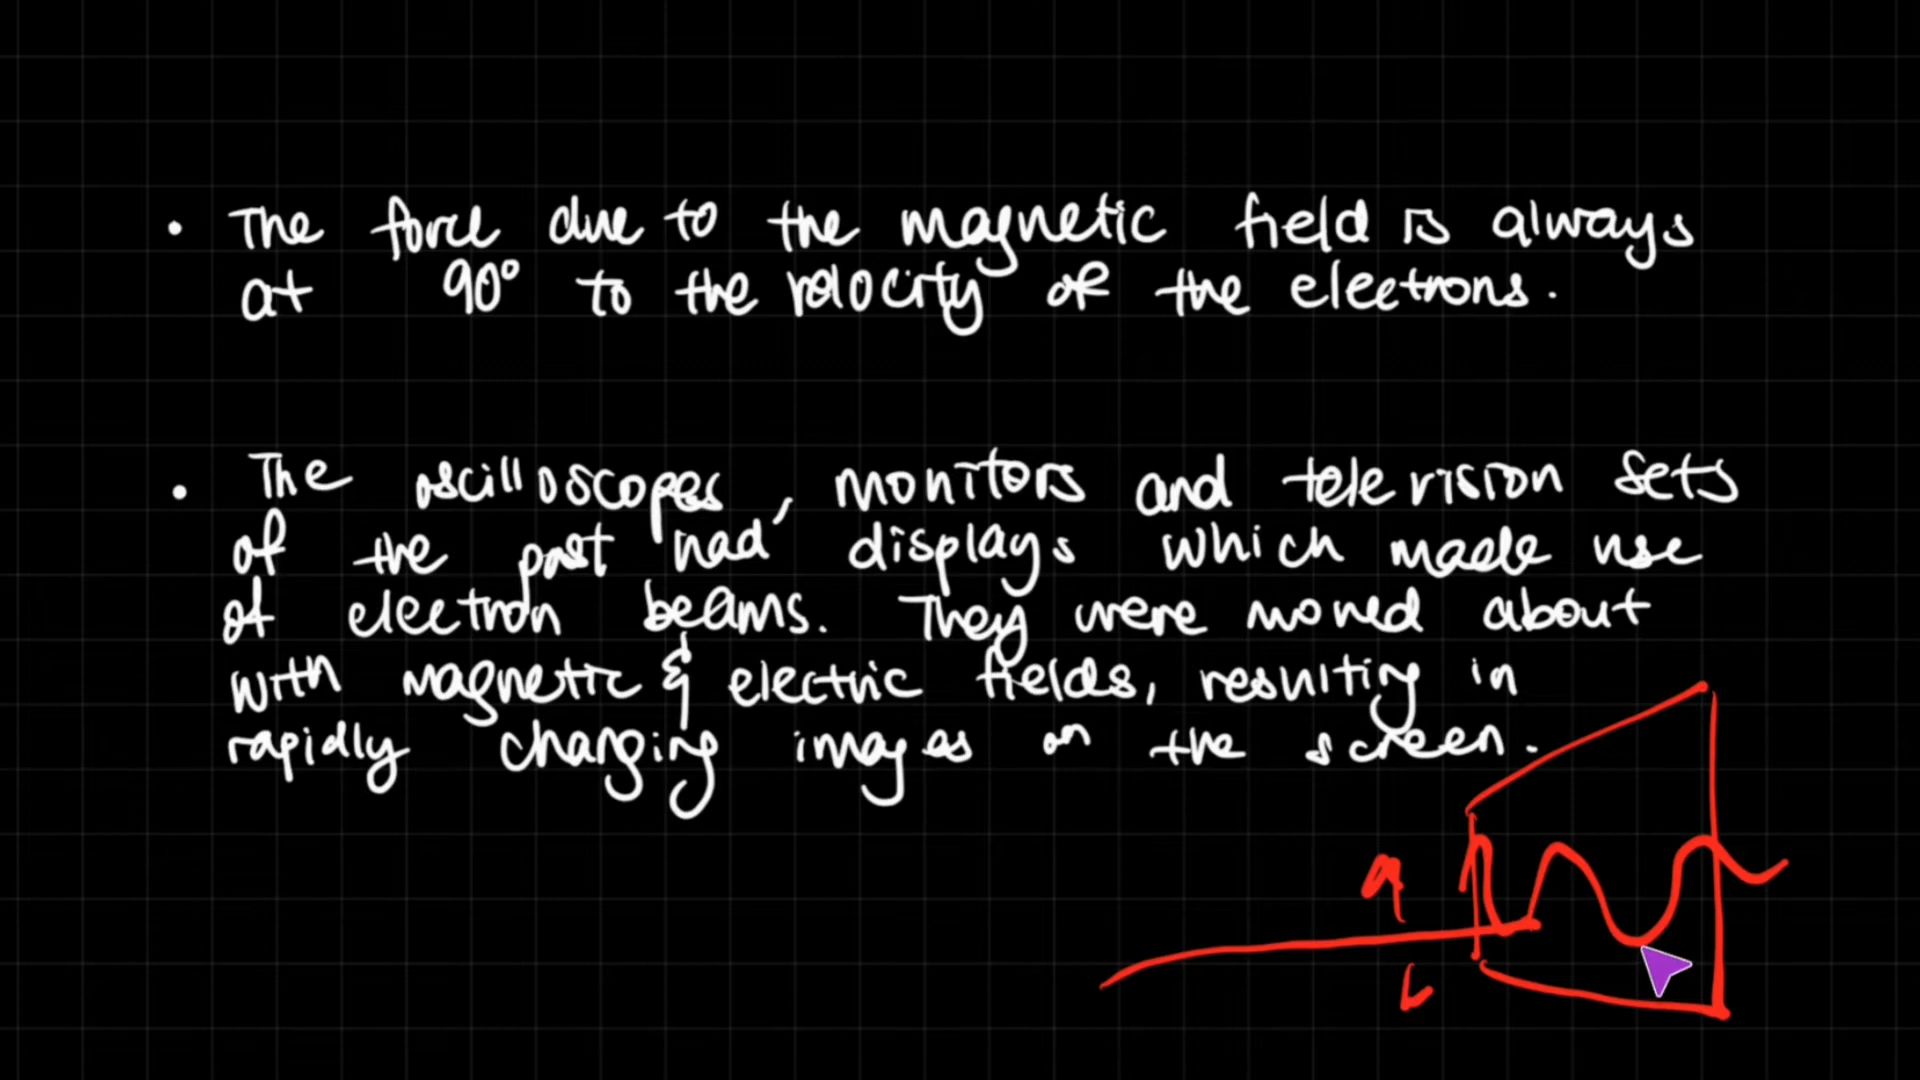 • The force due to the magnetic field is always
at 90° to the velocity of the electrons.
• The oscilloscopes, monitors and television sets
of the past had displays which made use
of electron beams. They were moved about
with magnetic & electric fields, resulting in
rapidly changing images on the screen.